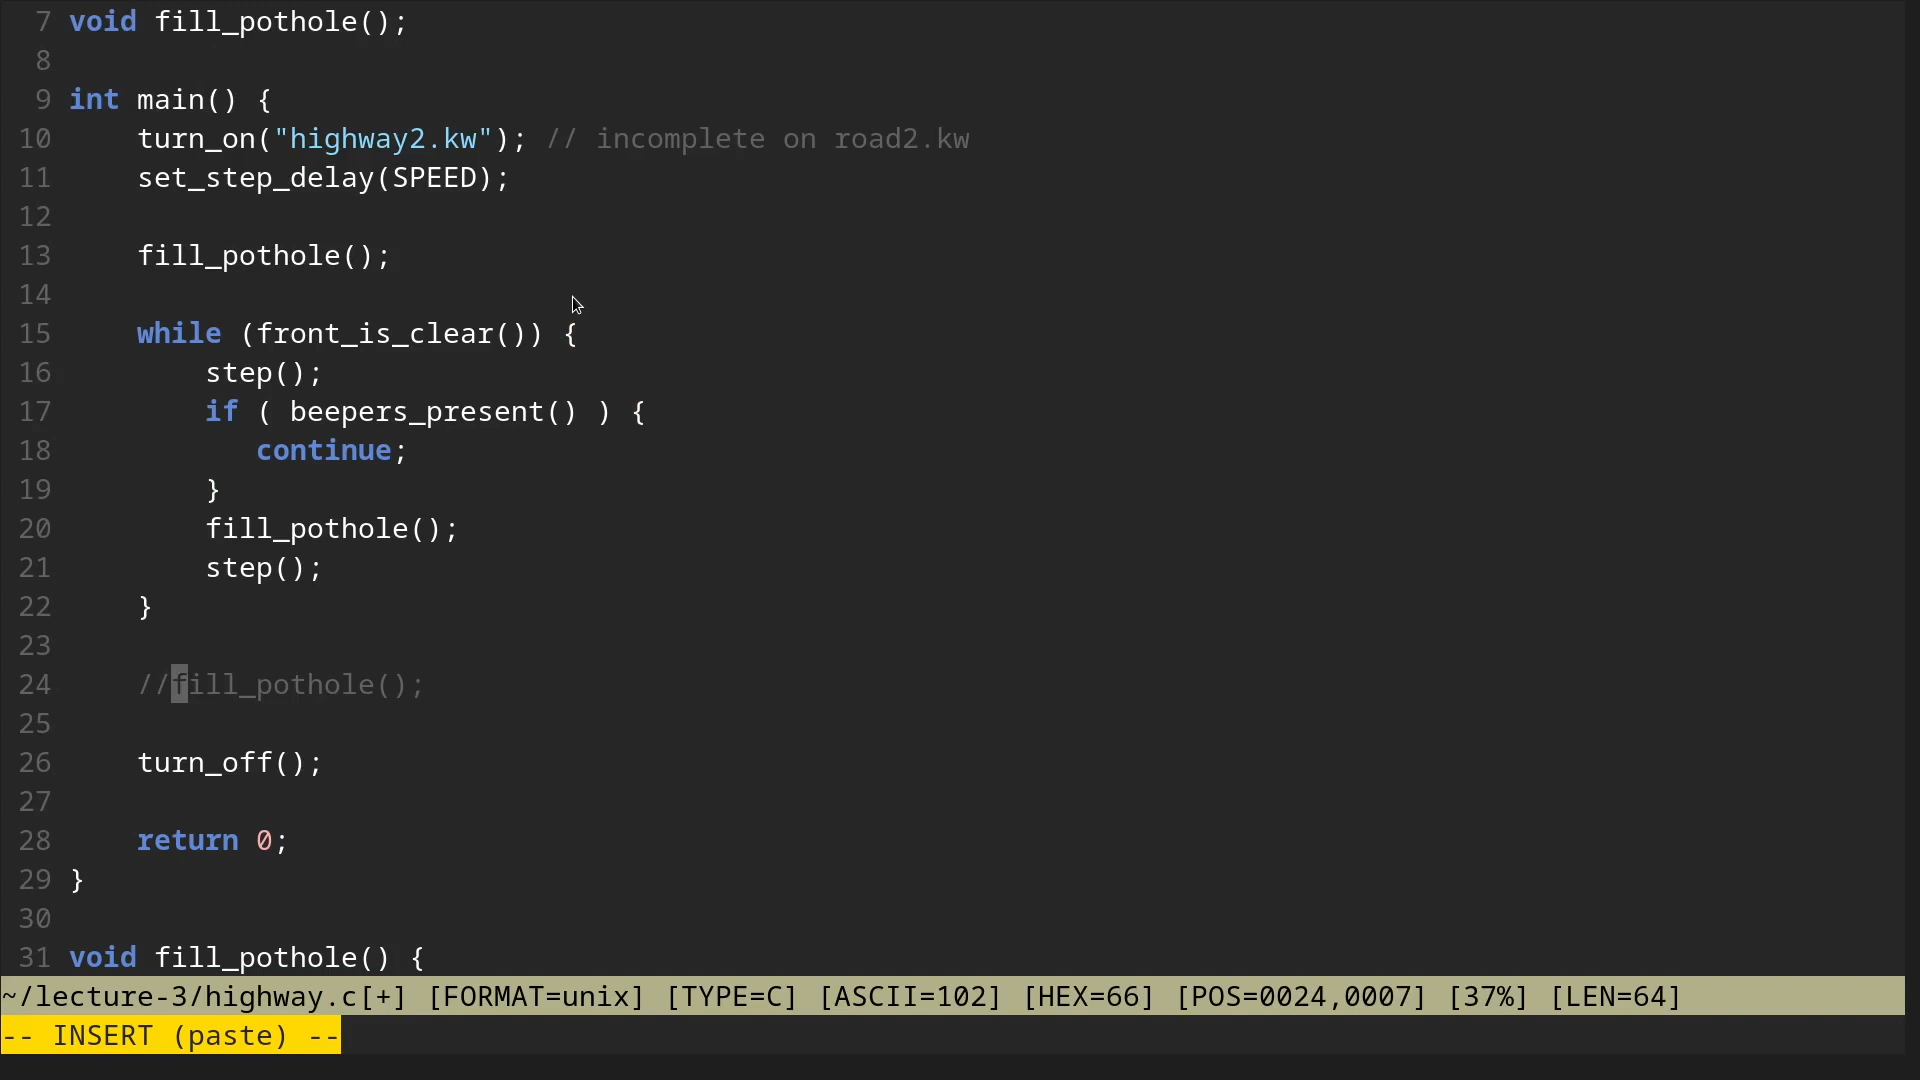 7 void fill_pothole();
8
9 int main() {
10     turn_on("highway2.kw"); // incomplete on road2.kw
11     set_step_delay(SPEED);
12
13     fill_pothole();
14
15     while (front_is_clear()) {
16         step();
17         if ( beepers_present() ) {
18            continue;
19         }
20         fill_pothole();
21         step();
22     }
23
24     //fill_pothole();
25
26     turn_off();
27
28     return 0;
29 }
30
31 void fill_pothole() {
~/lecture-3/highway.c[+] [FORMAT=unix] [TYPE=C] [ASCII=102] [HEX=66] [POS=0024,0007] [37%] [LEN=64]
-- INSERT (paste) --